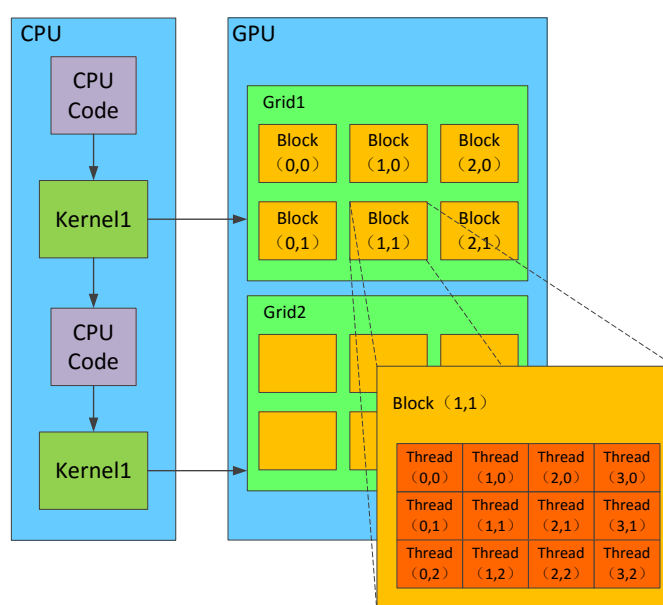 CPU
CPU
Code
Kernel1
CPU
Code
Kernel1
GPU
Grid1
Block
（0,0）
Block
（1,0）
Block
（2,0）
Block
（0,1）
Block
（1,1）
Block
（2,1）
Grid2
Block（1,1）
Thread
（0,0）
Thread
（1,0）
Thread
（2,0）
Thread
（3,0）
Thread
（0,1）
Thread
（1,1）
Thread
（2,1）
Thread
（3,1）
Thread
（0,2）
Thread
（1,2）
Thread
（2,2）
Thread
（3,2）